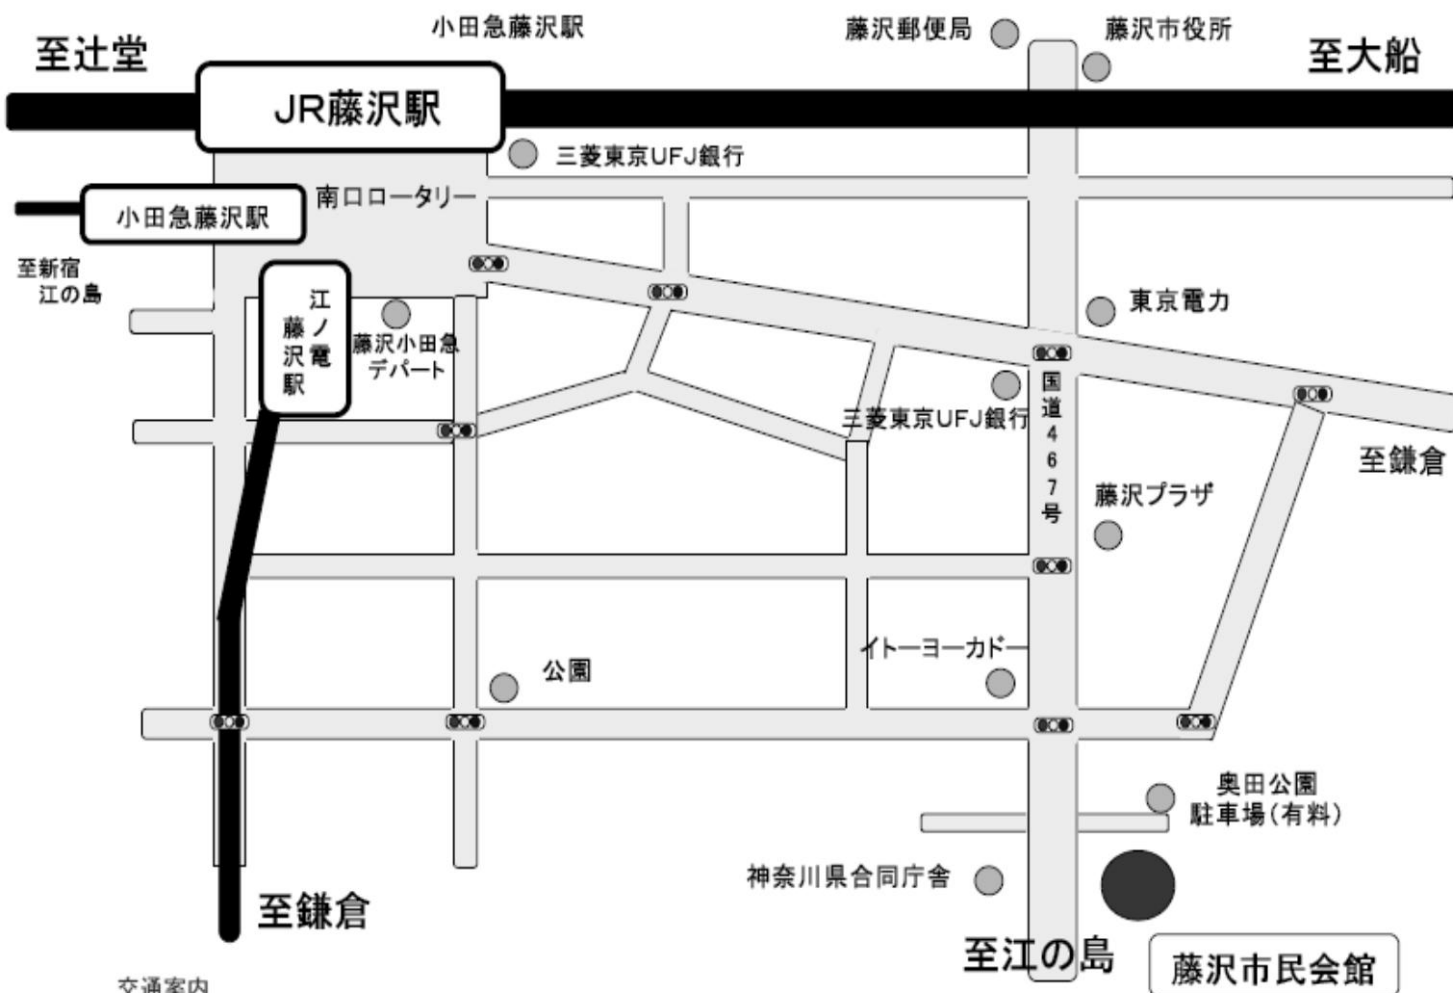 小田急藤沢駅
藤沢郵便局
藤沢市役所
至辻堂
至大船
JR藤沢駅
三菱東京UFJ銀行
南口ロータリー
小田急藤沢駅
至新宿
江の島
江ノ電
藤沢駅
藤沢小田急
デパート
東京電力
国道467号
三菱東京UFJ銀行
至鎌倉
藤沢プラザ
イトーヨーカドー
公園
奥田公園
駐車場(有料)
神奈川県合同庁舎
至鎌倉
至江の島
藤沢市民会館
交通案内